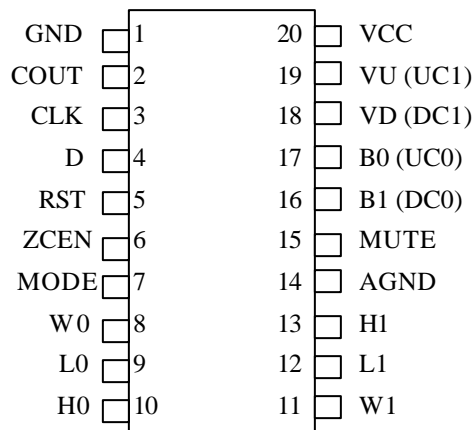 GND 1 20 VCC
COUT 2 19 VU (UC1)
CLK 3 18 VD (DC1)
D 4 17 B0 (UC0)
RST 5 16 B1 (DC0)
ZCEN 6 15 MUTE
MODE 7 14 AGND
W0 8 13 H1
L0 9 12 L1
H0 10 11 W1